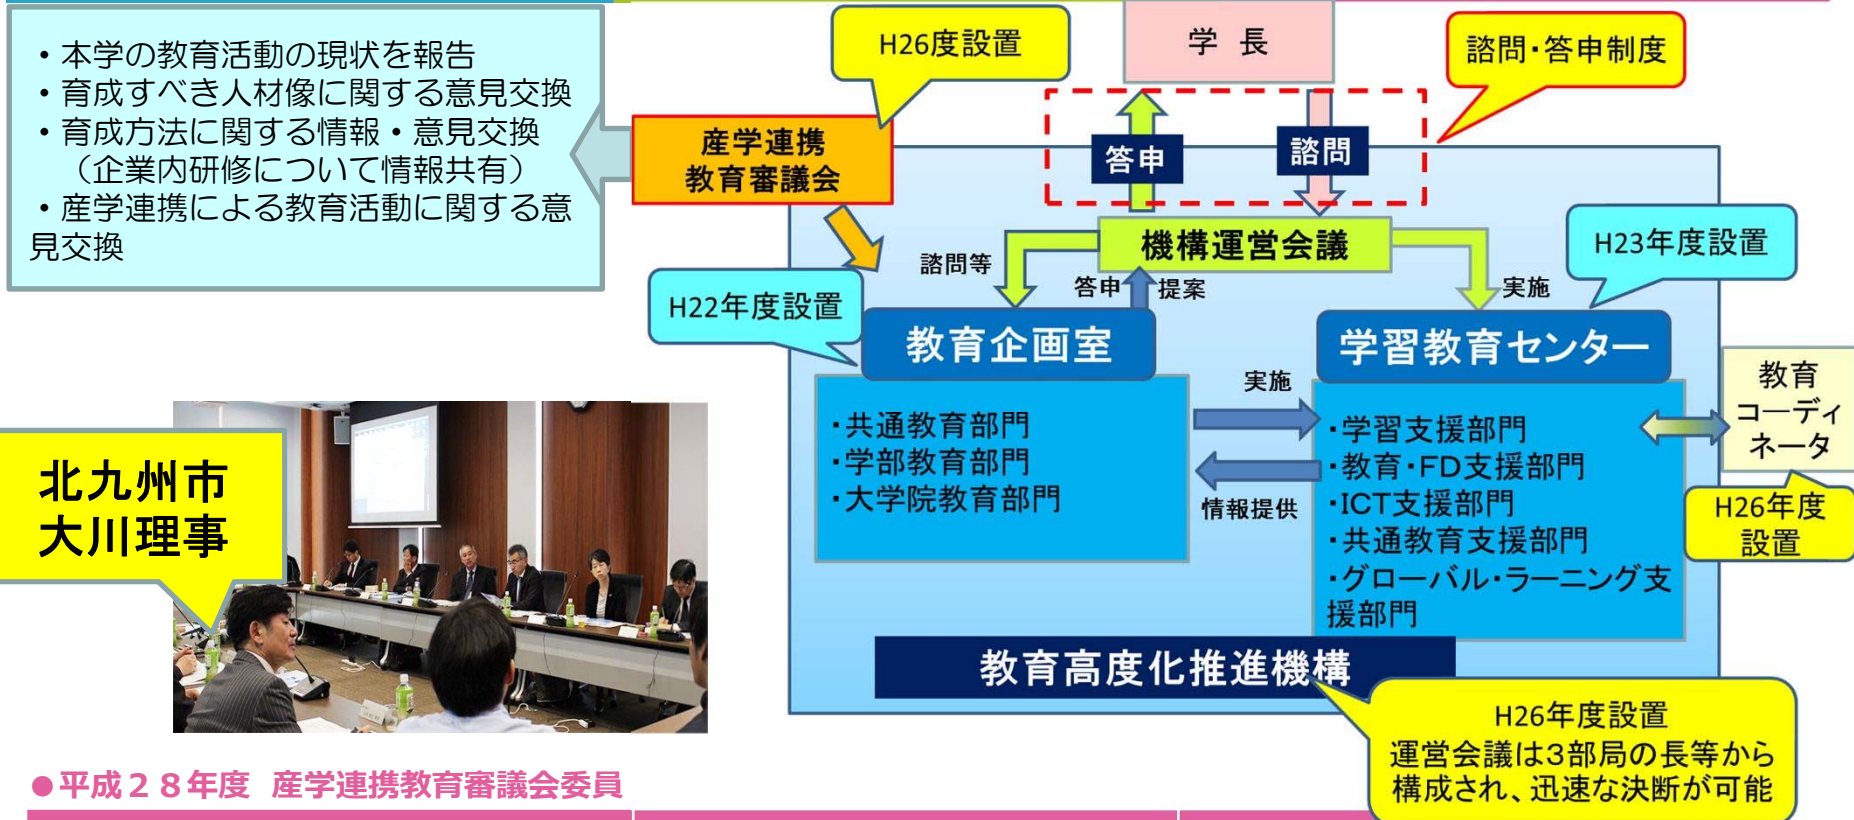 ・本学の教育活動の現状を報告
・育成すべき人材像に関する意見交換
・育成方法に関する情報・意見交換
（企業内研修について情報共有）
・産学連携による教育活動に関する意
見交換
H26度設置
学 長
諮問・答申制度
産学連携
教育審議会
答申
諮問
機構運営会議
H23年度設置
諮問等
答申
提案
実施
H22年度設置
教育企画室
学習教育センター
・共通教育部門
・学部教育部門
・大学院教育部門
実施
情報提供
・学習支援部門
・教育・FD支援部門
・ICT支援部門
・共通教育支援部門
・グローバル・ラーニング支
援部門
教育
コーディ
ネータ
H26年度
設置
北九州市
大川理事
教育高度化推進機構
H26年度設置
運営会議は３部局の長等から
構成され、迅速な決断が可能
●平成２８年度 産学連携教育審議会委員